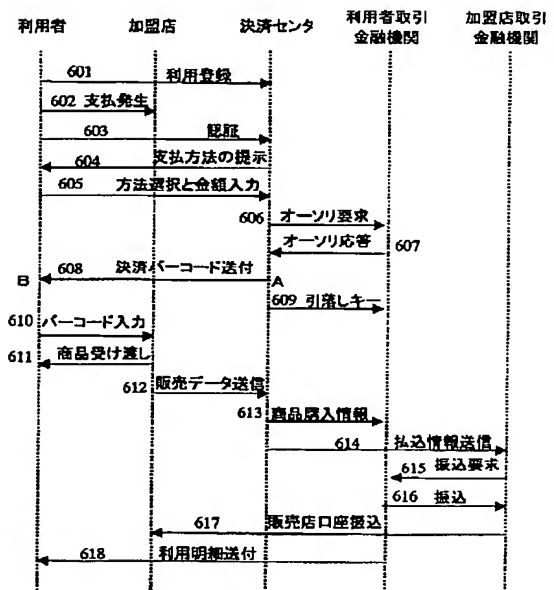 利用者
加盟店
決済センタ
利用者取引
金融機関
加盟店取引
金融機関
601 利用登録
602 支払発生
603 認証
604 支払方法の提示
605 方法選択と金額入力
606 オーソリ要求
オーソリ応答 607
B 608 決済バーコード送付 A
609 引落しキー
610 バーコード入力
611 商品受け渡し
612 販売データ送信
613 商品購入情報
614 払込情報送信
615 振込要求
616 振込
617 販売店口座振込
618 利用明細送付